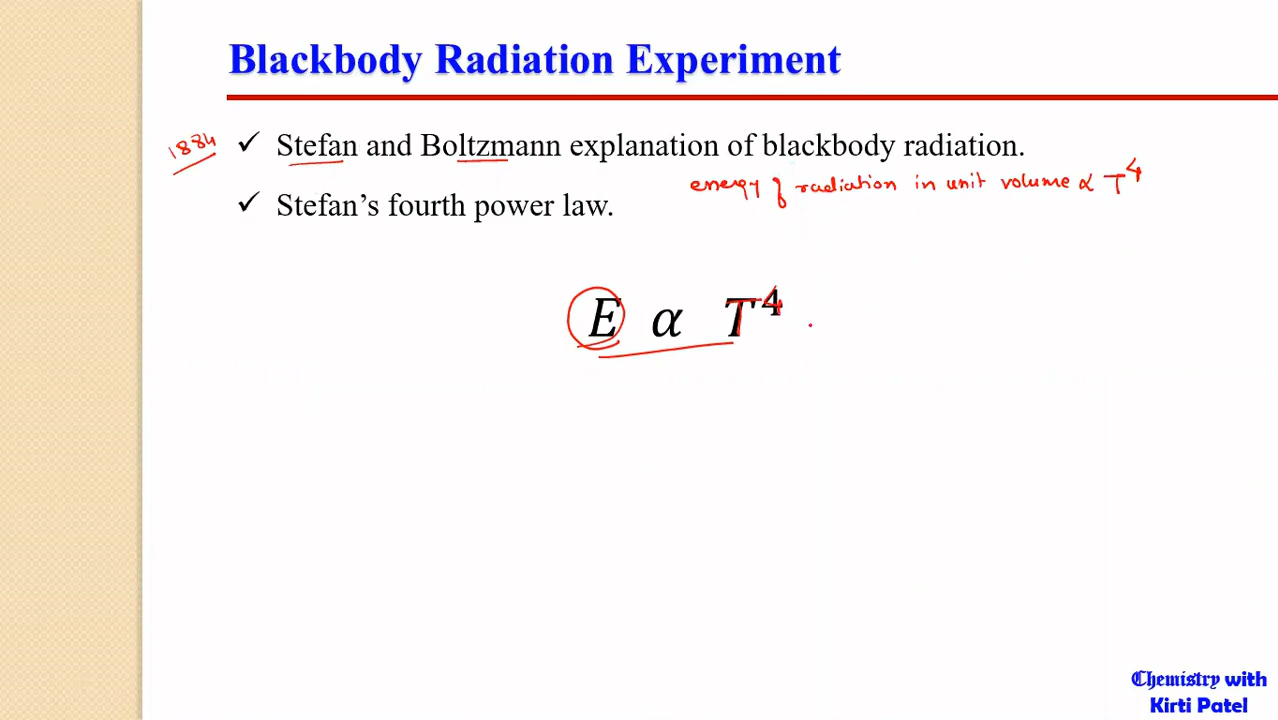 Blackbody Radiation Experiment
1884 ✓ Stefan and Boltzmann explanation of blackbody radiation.
energy of radiation in unit volume α T⁴
✓ Stefan’s fourth power law.
E α T⁴
Chemistry with
Kirti Patel